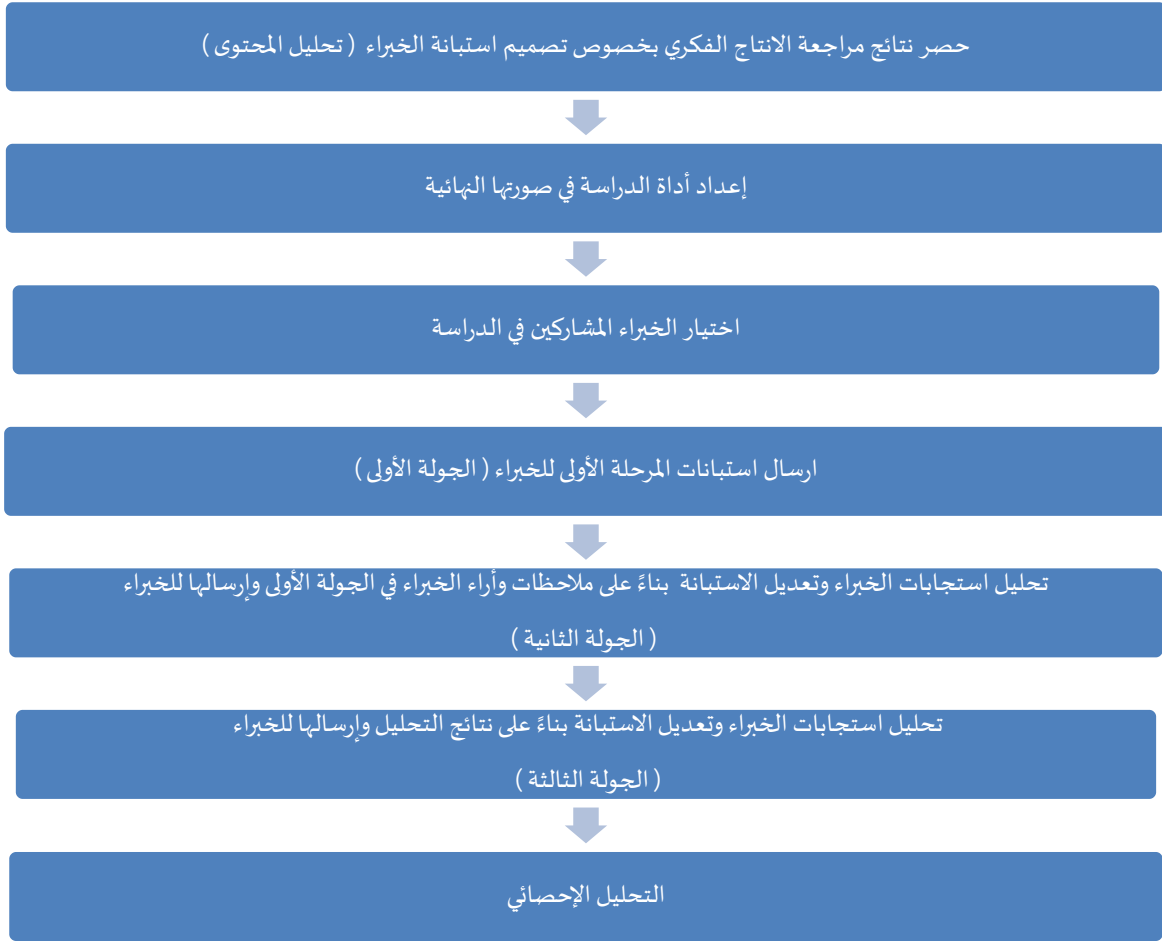 حصر نتائج مراجعة الانتاج الفكري بخصوص تصميم استبانة الخبراء ( تحليل المحتوى )
إعداد أداة الدراسة في صورتها النهائية
اختيار الخبراء المشاركين في الدراسة
ارسال استبانات المرحلة الأولى للخبراء ( الجولة الأولى )
تحليل استجابات الخبراء وتعديل الاستبانة بناءً على ملاحظات وأراء الخبراء في الجولة الأولى وإرسالها للخبراء
( الجولة الثانية )
تحليل استجابات الخبراء وتعديل الاستبانة بناءً على نتائج التحليل وإرسالها للخبراء
( الجولة الثالثة )
التحليل الإحصائي